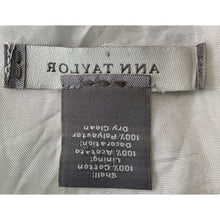 ANN TAYLOR
Shell:
100% Cotton
Lining:
100% Acetate
Decoration:
100% Polyester
Dry Clean